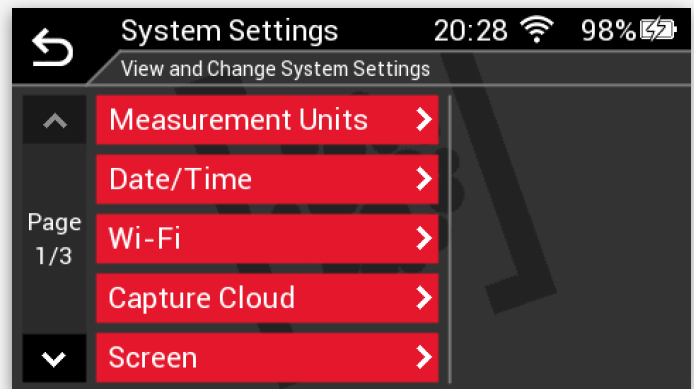 System Settings 20:28 98%
View and Change System Settings
Measurement Units
Date/Time
Page
1/3
Wi-Fi
Capture Cloud
Screen